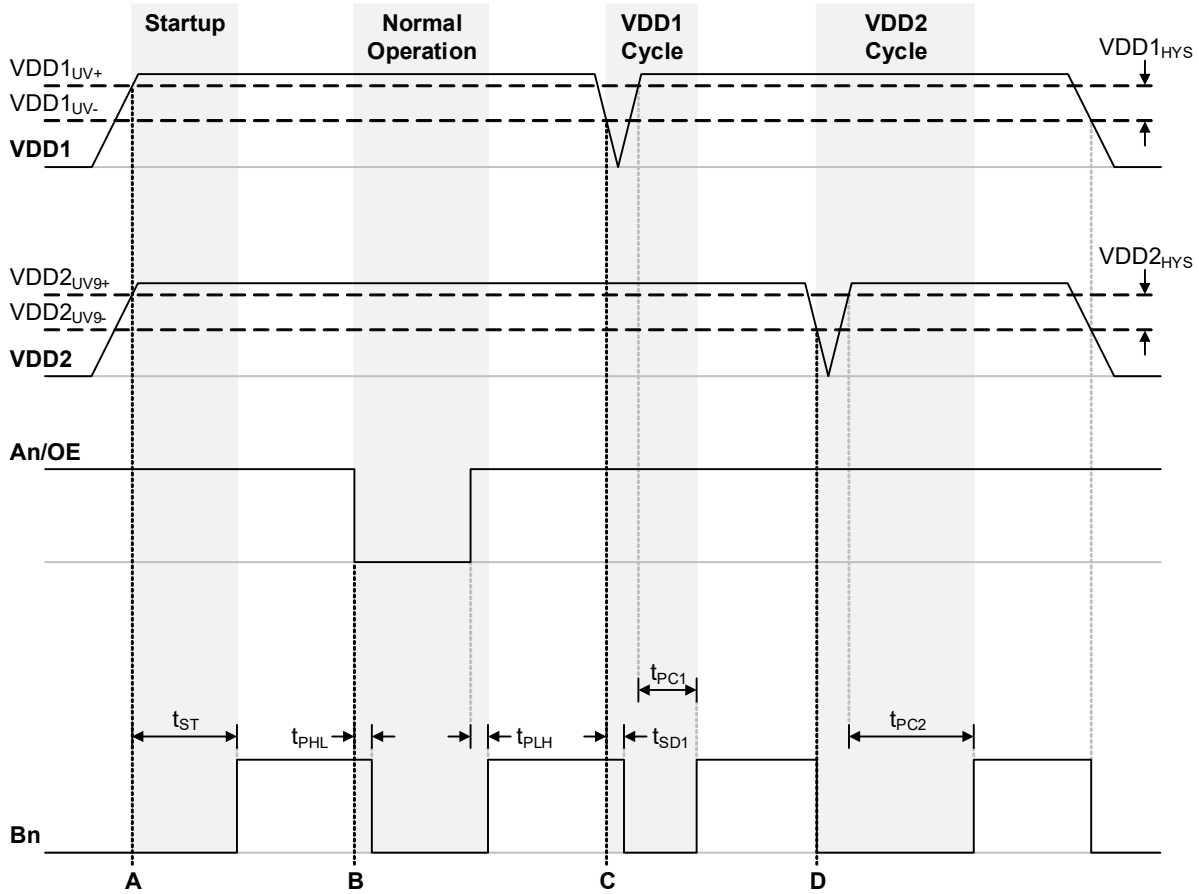 Startup
Normal
Operation
VDD1
Cycle
VDD2
Cycle
VDD1HYS
VDD1UV+
VDD1UV-
VDD1
VDD2HYS
VDD2UV9+
VDD2UV9-
VDD2
An/OE
tPC1
tST
tPHL
tPLH
tSD1
tPC2
Bn
A
B
C
D